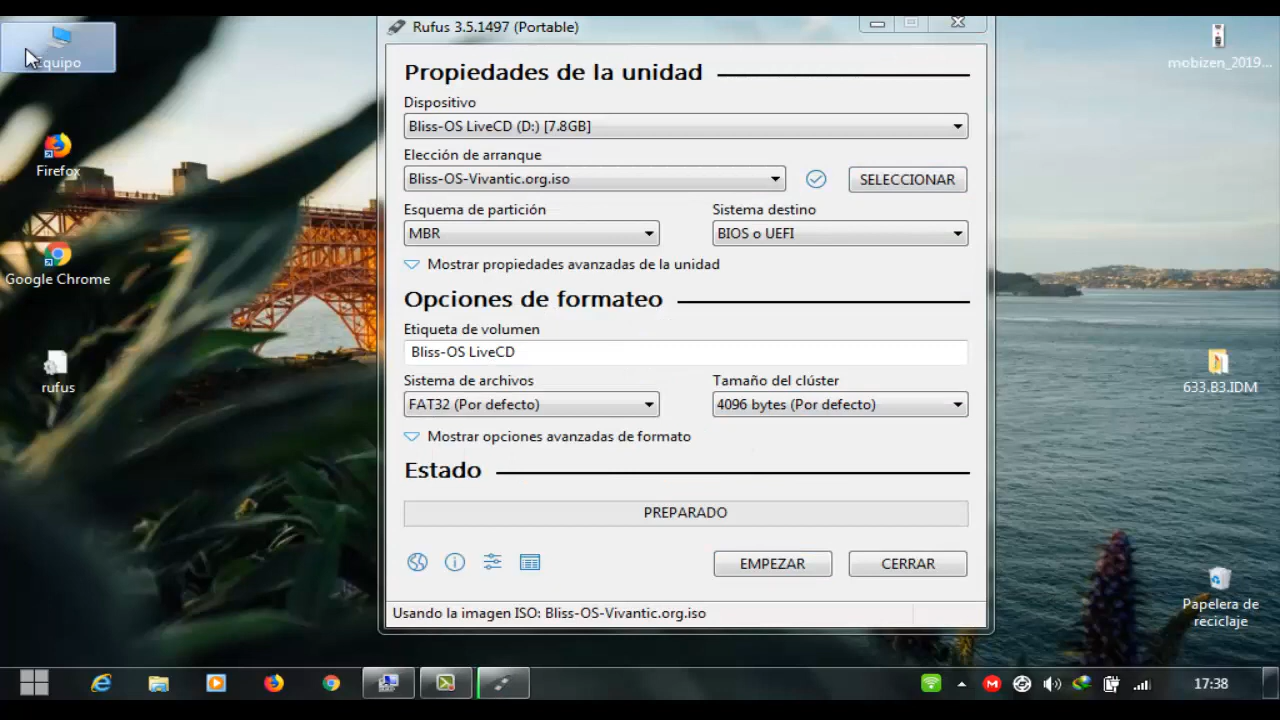 Equipo
Firefox
Google Chrome
rufus
Rufus 3.5.1497 (Portable)
Propiedades de la unidad
Dispositivo
Bliss-OS LiveCD (D:) [7.8GB]
Elección de arranque
Bliss-OS-Vivantic.org.iso
SELECCIONAR
Esquema de partición
Sistema destino
MBR
BIOS o UEFI
Mostrar propiedades avanzadas de la unidad
Opciones de formateo
Etiqueta de volumen
Bliss-OS LiveCD
Sistema de archivos
Tamaño del clúster
FAT32 (Por defecto)
4096 bytes (Por defecto)
Mostrar opciones avanzadas de formato
Estado
PREPARADO
EMPEZAR
CERRAR
Usando la imagen ISO: Bliss-OS-Vivantic.org.iso
mobizen_2019...
633.B3.IDM
Papelera de
reciclaje
17:38